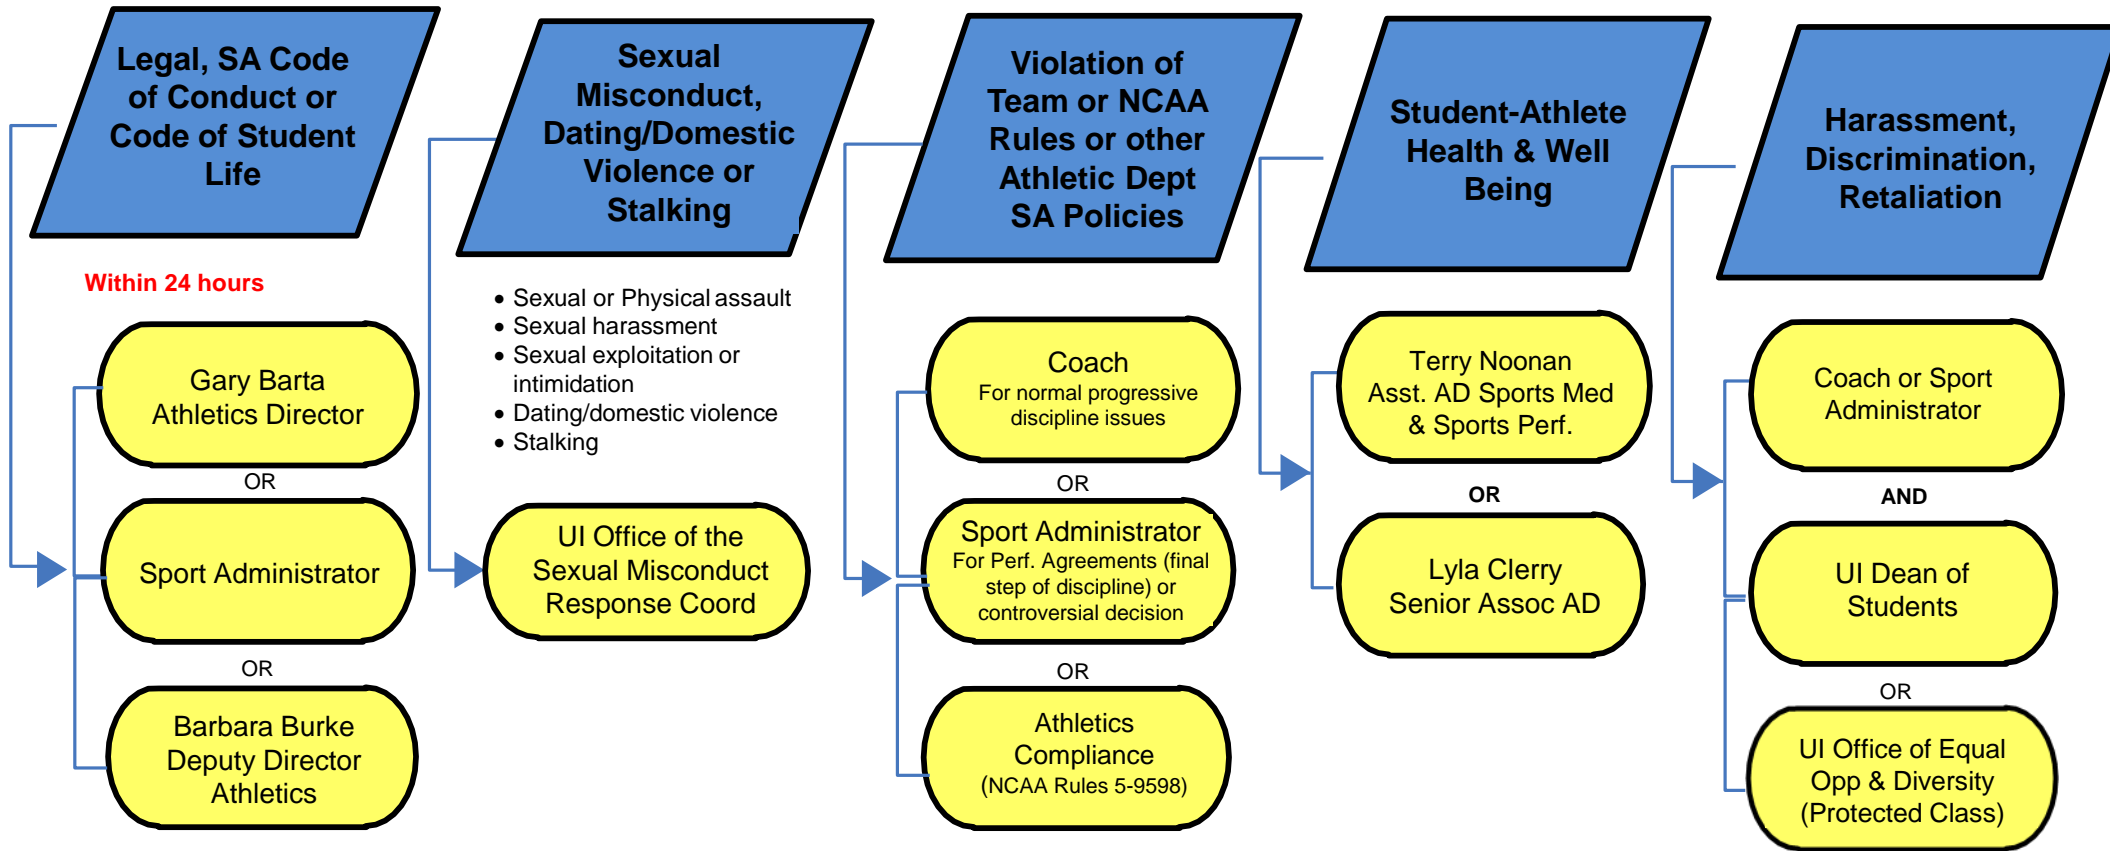 Legal, SA Code
of Conduct or
Code of Student
Life
Within 24 hours
Gary Barta
Athletics Director
OR
Sport Administrator
OR
Barbara Burke
Deputy Director
Athletics
Sexual
Misconduct,
Dating/Domestic
Violence or
Stalking
• Sexual or Physical assault
• Sexual harassment
• Sexual exploitation or
intimidation
• Dating/domestic violence
• Stalking
UI Office of the
Sexual Misconduct
Response Coord
Violation of
Team or NCAA
Rules or other
Athletic Dept
SA Policies
Coach
For normal progressive
discipline issues
OR
Sport Administrator
For Perf. Agreements (final
step of discipline) or
controversial decision
OR
Athletics
Compliance
(NCAA Rules 5-9598)
Student-Athlete
Health & Well
Being
Terry Noonan
Asst. AD Sports Med
& Sports Perf.
OR
Lyla Clerry
Senior Assoc AD
Harassment,
Discrimination,
Retaliation
Coach or Sport
Administrator
AND
UI Dean of
Students
OR
UI Office of Equal
Opp & Diversity
(Protected Class)